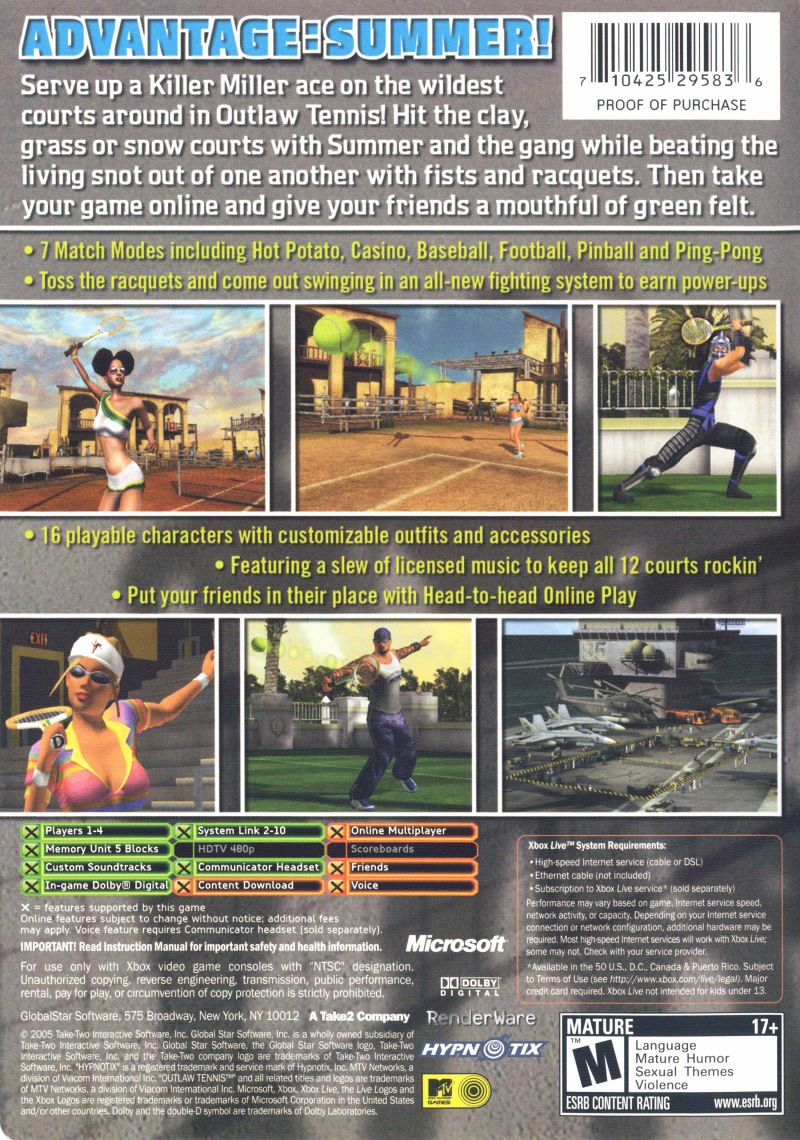 ADVANTAGE: SUMMER!
7 10425 29583 6
PROOF OF PURCHASE
Serve up a Killer Miller ace on the wildest
courts around in Outlaw Tennis! Hit the clay,
grass or snow courts with Summer and the gang while beating the
living snot out of one another with fists and racquets. Then take
your game online and give your friends a mouthful of green felt.
• 7 Match Modes including Hot Potato, Casino, Baseball, Football, Pinball and Ping-Pong
• Toss the racquets and come out swinging in an all-new fighting system to earn power-ups
• 16 playable characters with customizable outfits and accessories
• Featuring a slew of licensed music to keep all 12 courts rockin'
• Put your friends in their place with Head-to-head Online Play
EXIT
D
X Players 1-4
X System Link 2-10
X Online Multiplayer
X Memory Unit 5 Blocks
HDTV 480p
Scoreboards
X Custom Soundtracks
X Communicator Headset
X Friends
X In-game Dolby® Digital
X Content Download
X Voice
X = features supported by this game
Online features subject to change without notice; additional fees
may apply. Voice feature requires Communicator headset (sold separately).
IMPORTANT! Read Instruction Manual for important safety and health information.
For use only with Xbox video game consoles with "NTSC" designation.
Unauthorized copying, reverse engineering, transmission, public performance,
rental, pay for play, or circumvention of copy protection is strictly prohibited.
GlobalStar Software, 575 Broadway, New York, NY 10012 A Take2 Company
© 2005 Take-Two Interactive Software, Inc. Global Star Software, Inc. is a wholly owned subsidiary of
Take-Two Interactive Software, Inc. Global Star Software, the Global Star Software logo, Take-Two
Interactive Software, Inc. and the Take-Two company logo are trademarks of Take-Two Interactive
Software, Inc. "HYPNOTIX" is a registered trademark and service mark of Hypnotix, Inc. MTV Networks, a
division of Viacom International Inc. "OUTLAW TENNIS™" and all related titles and logos are trademarks
of MTV Networks, a division of Viacom International Inc. Microsoft, Xbox, Xbox Live, the Live Logos and
the Xbox Logos are registered trademarks or trademarks of Microsoft Corporation in the United States
and/or other countries. Dolby and the double-D symbol are trademarks of Dolby Laboratories.
Microsoft®
DOLBY
DIGITAL
RenderWare
HYPNOTIX
MTV
GAMES
Xbox Live™ System Requirements:
• High-speed Internet service (cable or DSL)
• Ethernet cable (not included)
• Subscription to Xbox Live service* (sold separately)
Performance may vary based on game, Internet service speed,
network activity, or capacity. Depending on your Internet service
connection or network configuration, additional hardware may be
required. Most high-speed Internet services will work with Xbox Live;
some may not. Check with your service provider.
*Available in the 50 U.S., D.C., Canada & Puerto Rico. Subject
to Terms of Use (see http://www.xbox.com/live/legal). Major
credit card required. Xbox Live not intended for kids under 13.
MATURE 17+
M
Language
Mature Humor
Sexual Themes
Violence
ESRB CONTENT RATING www.esrb.org